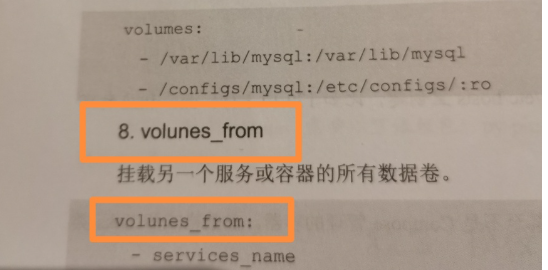 volumes:
- /var/lib/mysql:/var/lib/mysql
- /configs/mysql:/etc/configs/:ro
8. volunes_from
挂载另一个服务或容器的所有数据卷。
volunes_from:
- services_name